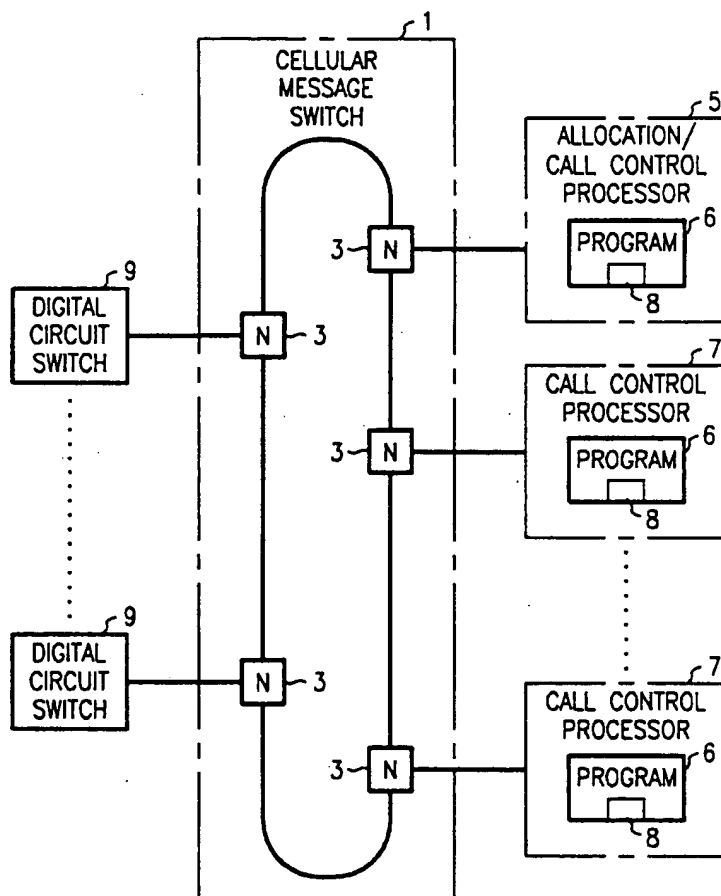 1
CELLULAR
MESSAGE
SWITCH
5
ALLOCATION/
CALL CONTROL
PROCESSOR
6
PROGRAM
8
3
N
9
DIGITAL
CIRCUIT
SWITCH
N
3
7
CALL CONTROL
PROCESSOR
6
PROGRAM
8
3
N
9
DIGITAL
CIRCUIT
SWITCH
N
3
7
CALL CONTROL
PROCESSOR
6
PROGRAM
8
3
N